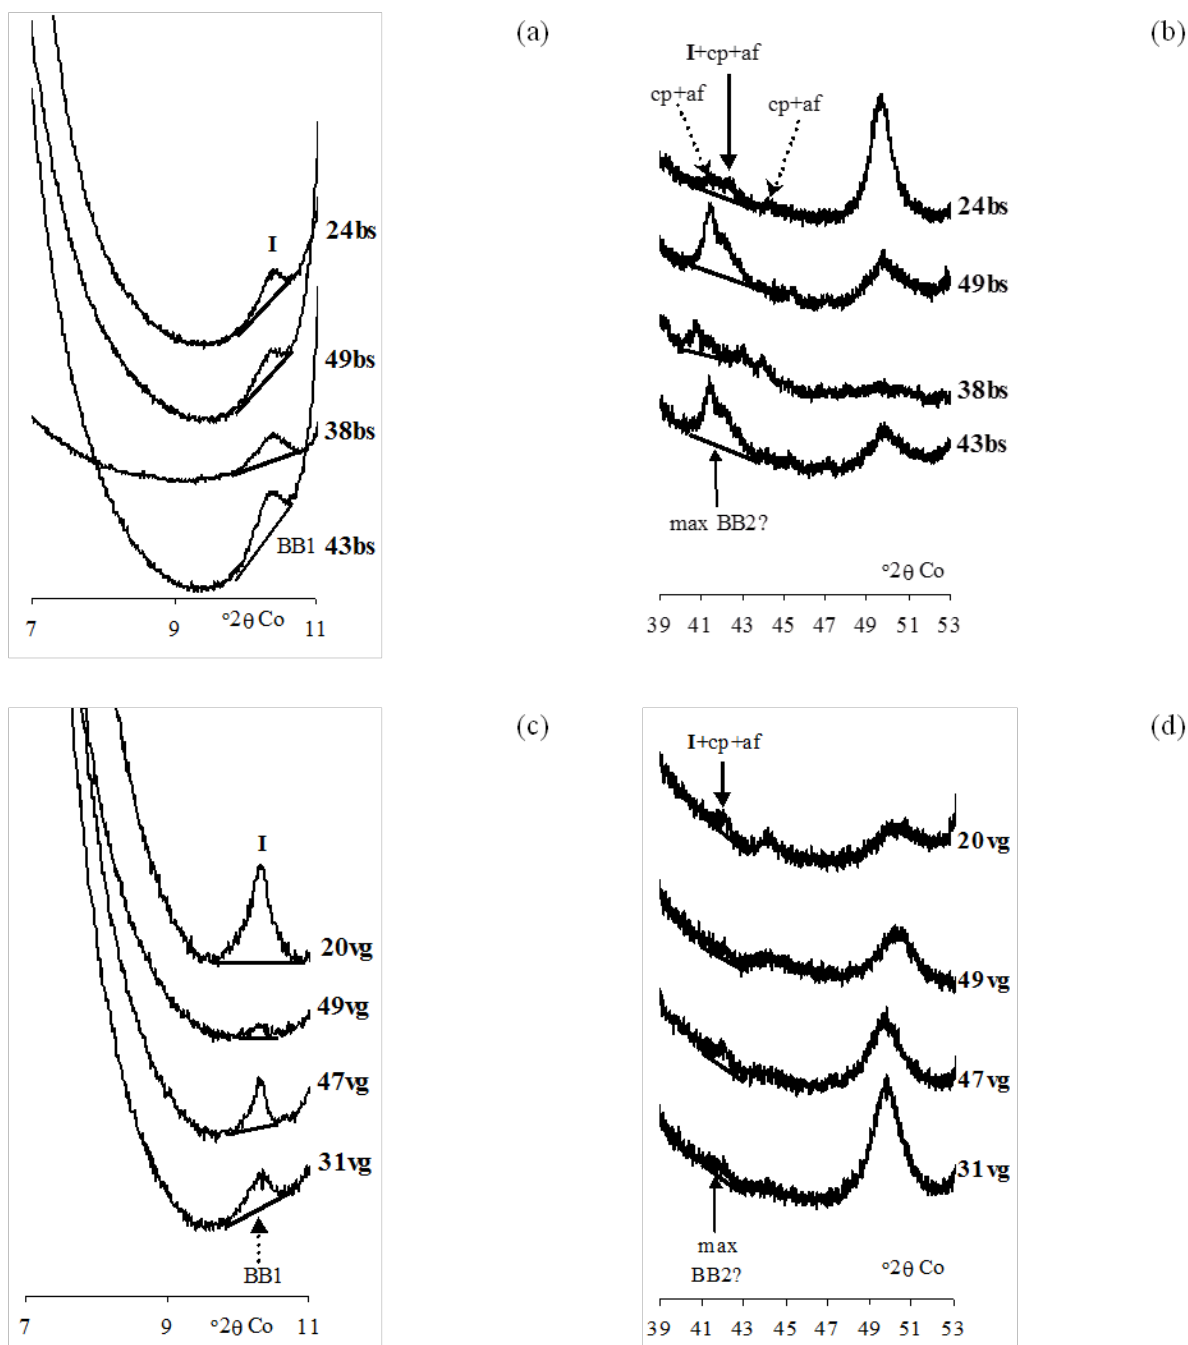 (a)
I
24bs
49bs
38bs
BB1 43bs
°2θ Co
7 9 11
(b)
I+cp+af
cp+af
cp+af
24bs
49bs
38bs
43bs
max BB2?
°2θ Co
39 41 43 45 47 49 51 53
(c)
I
20vg
49vg
47vg
31vg
BB1
7 9 °2θ Co 11
(d)
I+cp+af
20vg
49vg
47vg
31vg
max
BB2?
°2θ Co
39 41 43 45 47 49 51 53